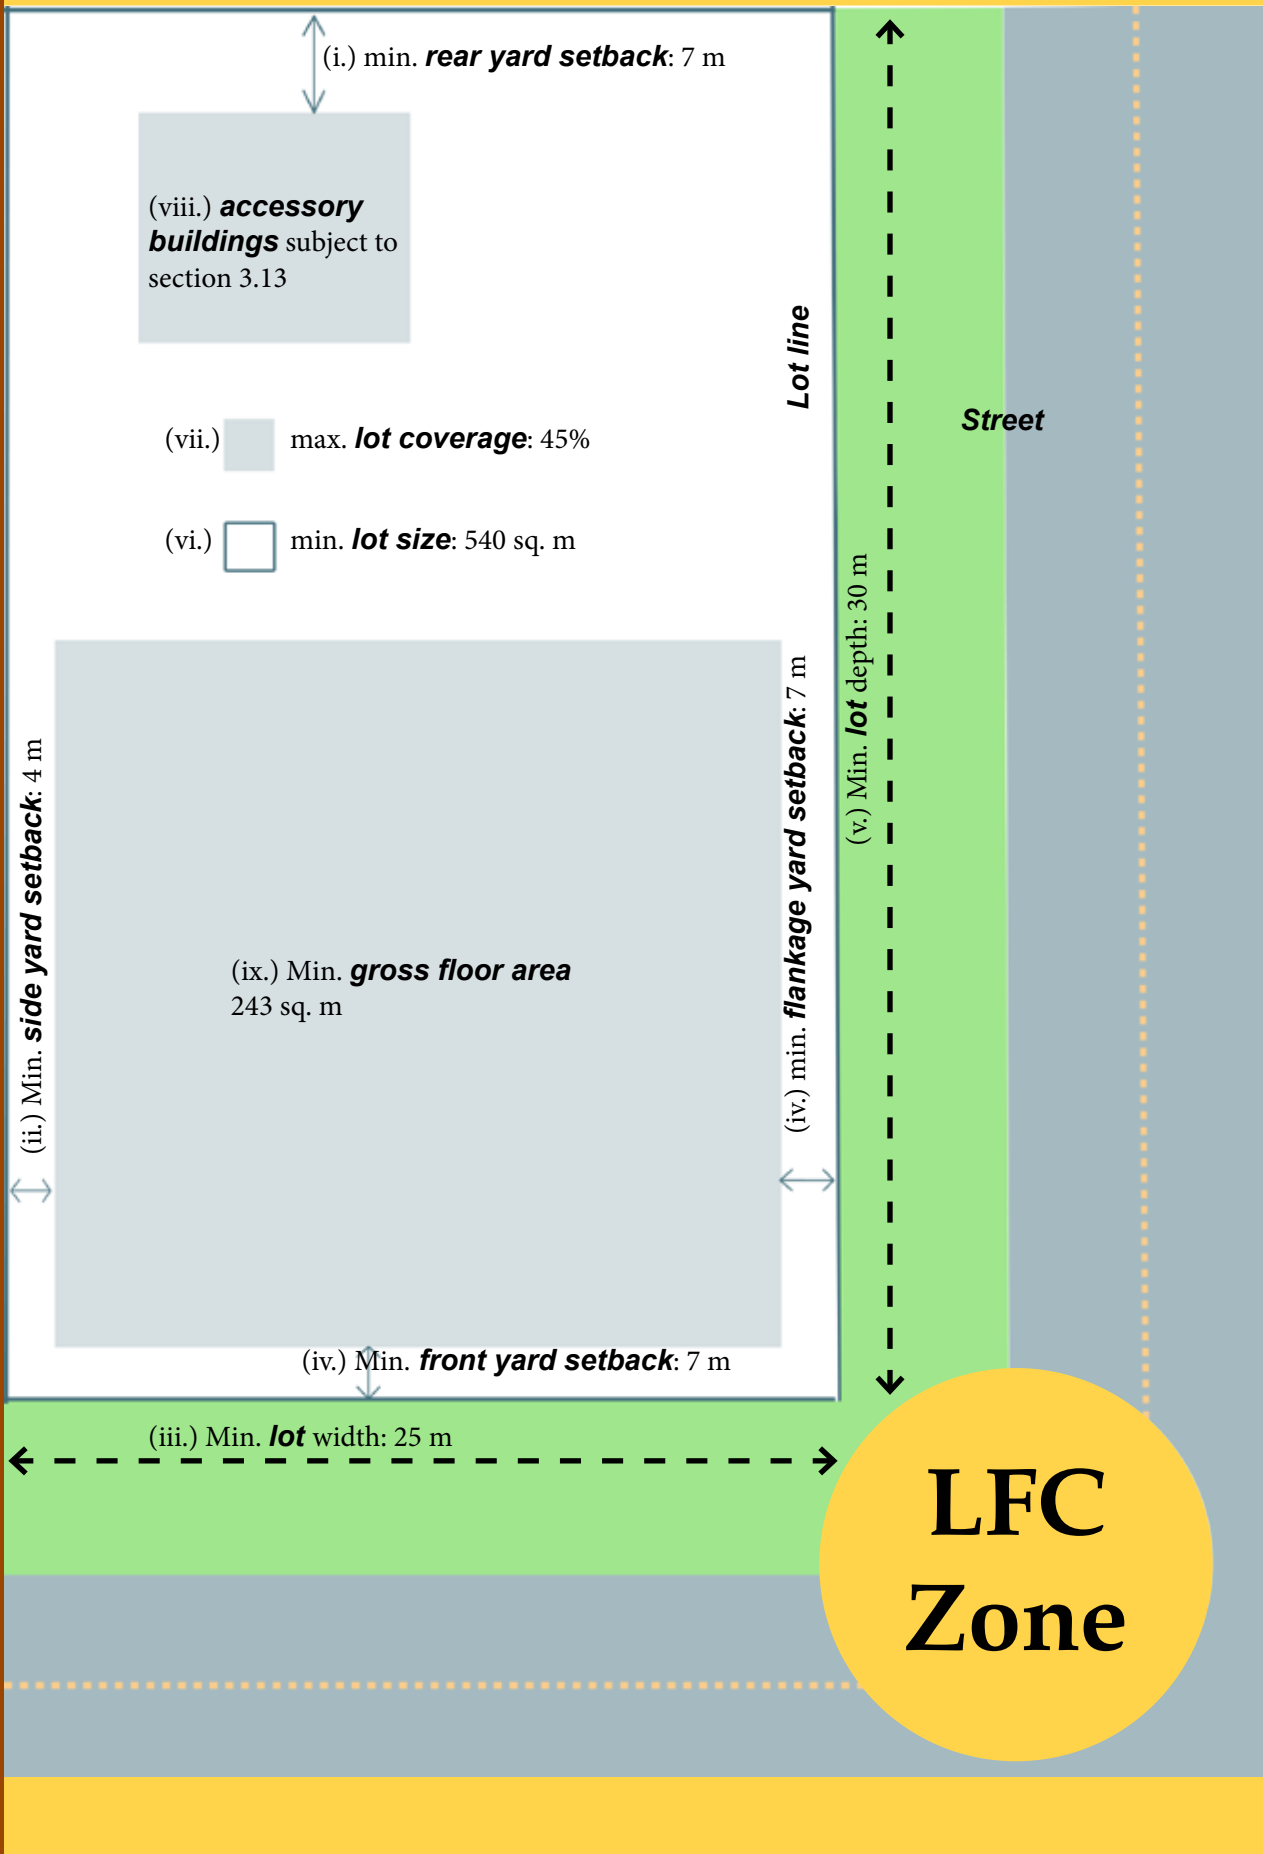 (i.) min. rear yard setback: 7 m
(viii.) accessory
buildings subject to
section 3.13
Lot line
Street
(vii.) max. lot coverage: 45%
(vi.) min. lot size: 540 sq. m
(v.) Min. lot depth: 30 m
(ii.) Min. side yard setback: 4 m
(iv.) min. flankage yard setback: 7 m
(ix.) Min. gross floor area
243 sq. m
(iv.) Min. front yard setback: 7 m
(iii.) Min. lot width: 25 m
LFC
Zone